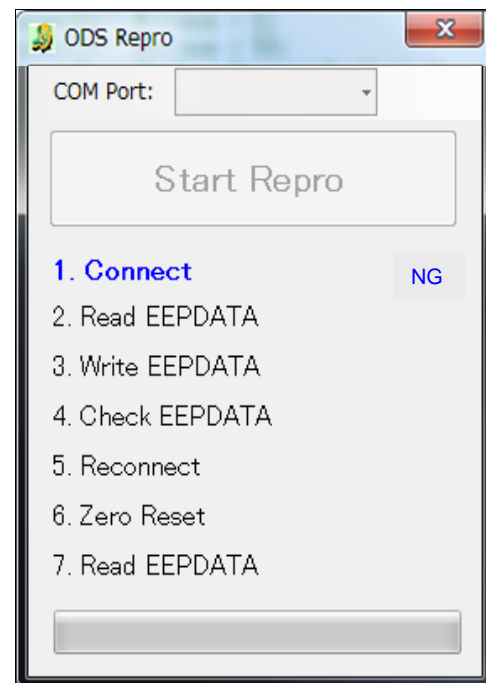 ODS Repro
COM Port:
Start Repro
1. Connect NG
2. Read EEPDATA
3. Write EEPDATA
4. Check EEPDATA
5. Reconnect
6. Zero Reset
7. Read EEPDATA